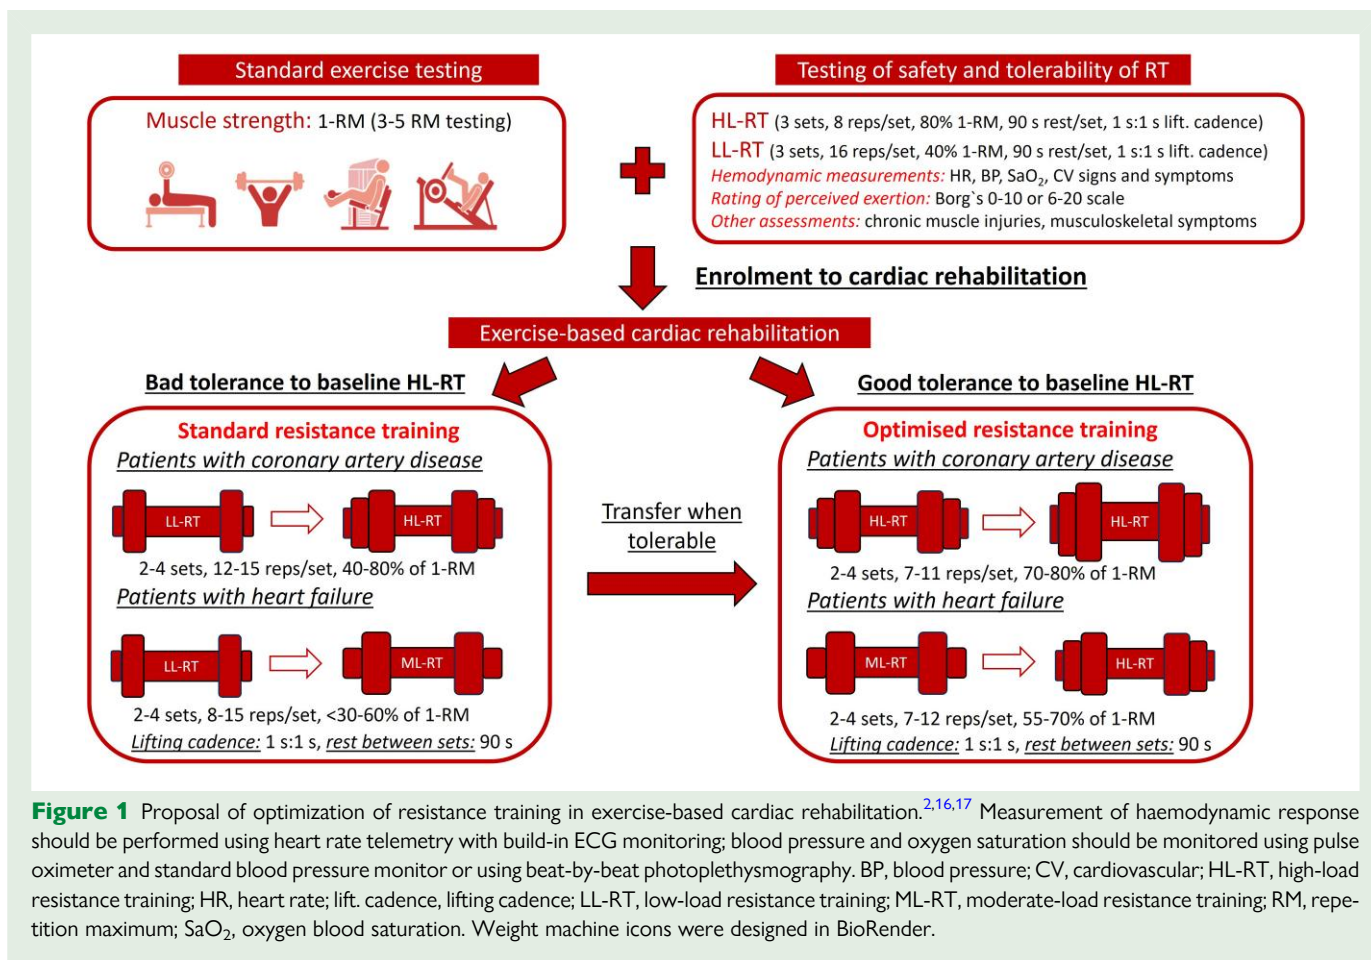 Standard exercise testing
Muscle strength: 1-RM (3-5 RM testing)
Testing of safety and tolerability of RT
HL-RT (3 sets, 8 reps/set, 80% 1-RM, 90 s rest/set, 1 s:1 s lift. cadence)
LL-RT (3 sets, 16 reps/set, 40% 1-RM, 90 s rest/set, 1 s:1 s lift. cadence)
Hemodynamic measurements: HR, BP, SaO₂, CV signs and symptoms
Rating of perceived exertion: Borg`s 0-10 or 6-20 scale
Other assessments: chronic muscle injuries, musculoskeletal symptoms
Enrolment to cardiac rehabilitation
Exercise-based cardiac rehabilitation
Bad tolerance to baseline HL-RT
Standard resistance training
Patients with coronary artery disease
LL-RT
HL-RT
2-4 sets, 12-15 reps/set, 40-80% of 1-RM
Patients with heart failure
LL-RT
ML-RT
2-4 sets, 8-15 reps/set, <30-60% of 1-RM
Lifting cadence: 1 s:1 s, rest between sets: 90 s
Transfer when
tolerable
Good tolerance to baseline HL-RT
Optimised resistance training
Patients with coronary artery disease
HL-RT
HL-RT
2-4 sets, 7-11 reps/set, 70-80% of 1-RM
Patients with heart failure
ML-RT
HL-RT
2-4 sets, 7-12 reps/set, 55-70% of 1-RM
Lifting cadence: 1 s:1 s, rest between sets: 90 s
Figure 1 Proposal of optimization of resistance training in exercise-based cardiac rehabilitation.2,16,17 Measurement of haemodynamic response
should be performed using heart rate telemetry with build-in ECG monitoring; blood pressure and oxygen saturation should be monitored using pulse
oximeter and standard blood pressure monitor or using beat-by-beat photoplethysmography. BP, blood pressure; CV, cardiovascular; HL-RT, high-load
resistance training; HR, heart rate; lift. cadence, lifting cadence; LL-RT, low-load resistance training; ML-RT, moderate-load resistance training; RM, repe-
tition maximum; SaO₂, oxygen blood saturation. Weight machine icons were designed in BioRender.